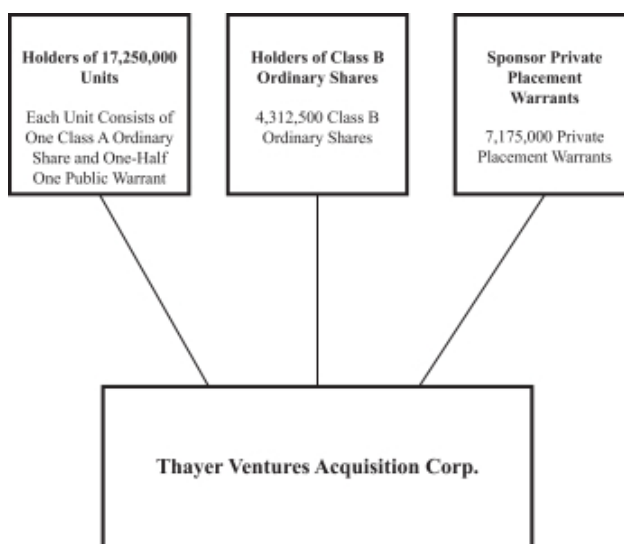 Holders of 17,250,000
Units
Each Unit Consists of
One Class A Ordinary
Share and One-Half
One Public Warrant
Holders of Class B
Ordinary Shares
4,312,500 Class B
Ordinary Shares
Sponsor Private
Placement
Warrants
7,175,000 Private
Placement Warrants
Thayer Ventures Acquisition Corp.